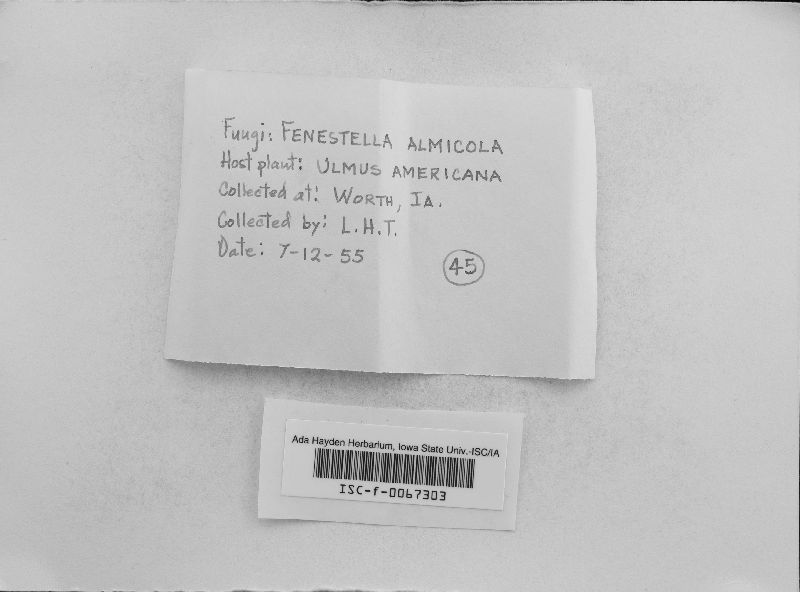 Fungi: FENESTELLA ALMICOLA
Host plant: ULMUS AMERICANA
Collected at: WORTH, IA.
Collected by: L.H.T.
Date: 7-12-55
45
Ada Hayden Herbarium, Iowa State Univ.-ISC/IA
ISC-f-0067303